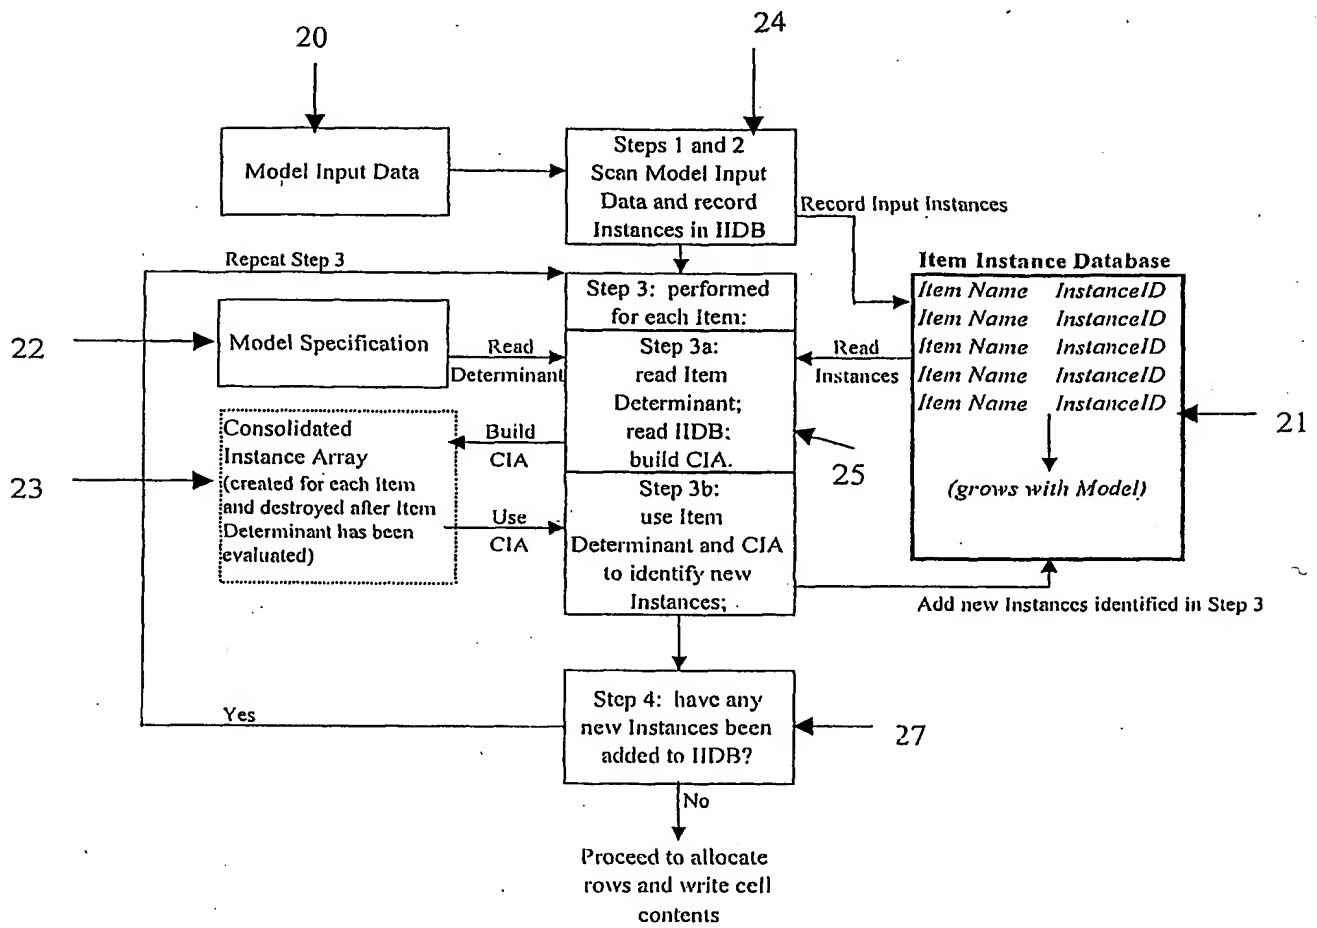 20
24
Model Input Data
Steps 1 and 2
Scan Model Input
Data and record
Instances in IIDB
Record Input Instances
Repeat Step 3
Item Instance Database
Item Name InstanceID
Item Name InstanceID
Item Name InstanceID
Item Name InstanceID
Item Name InstanceID
(grows with Model)
21
Step 3: performed
for each Item:
22
Model Specification
Read
Determinant
Step 3a:
read Item
Determinant;
read IIDB;
build CIA.
Read
Instances
25
23
Consolidated
Instance Array
(created for each Item
and destroyed after Item
Determinant has been
evaluated)
Build
CIA
Use
CIA
Step 3b:
use Item
Determinant and CIA
to identify new
Instances;
Add new Instances identified in Step 3
Yes
Step 4: have any
new Instances been
added to IIDB?
27
No
Proceed to allocate
rows and write cell
contents